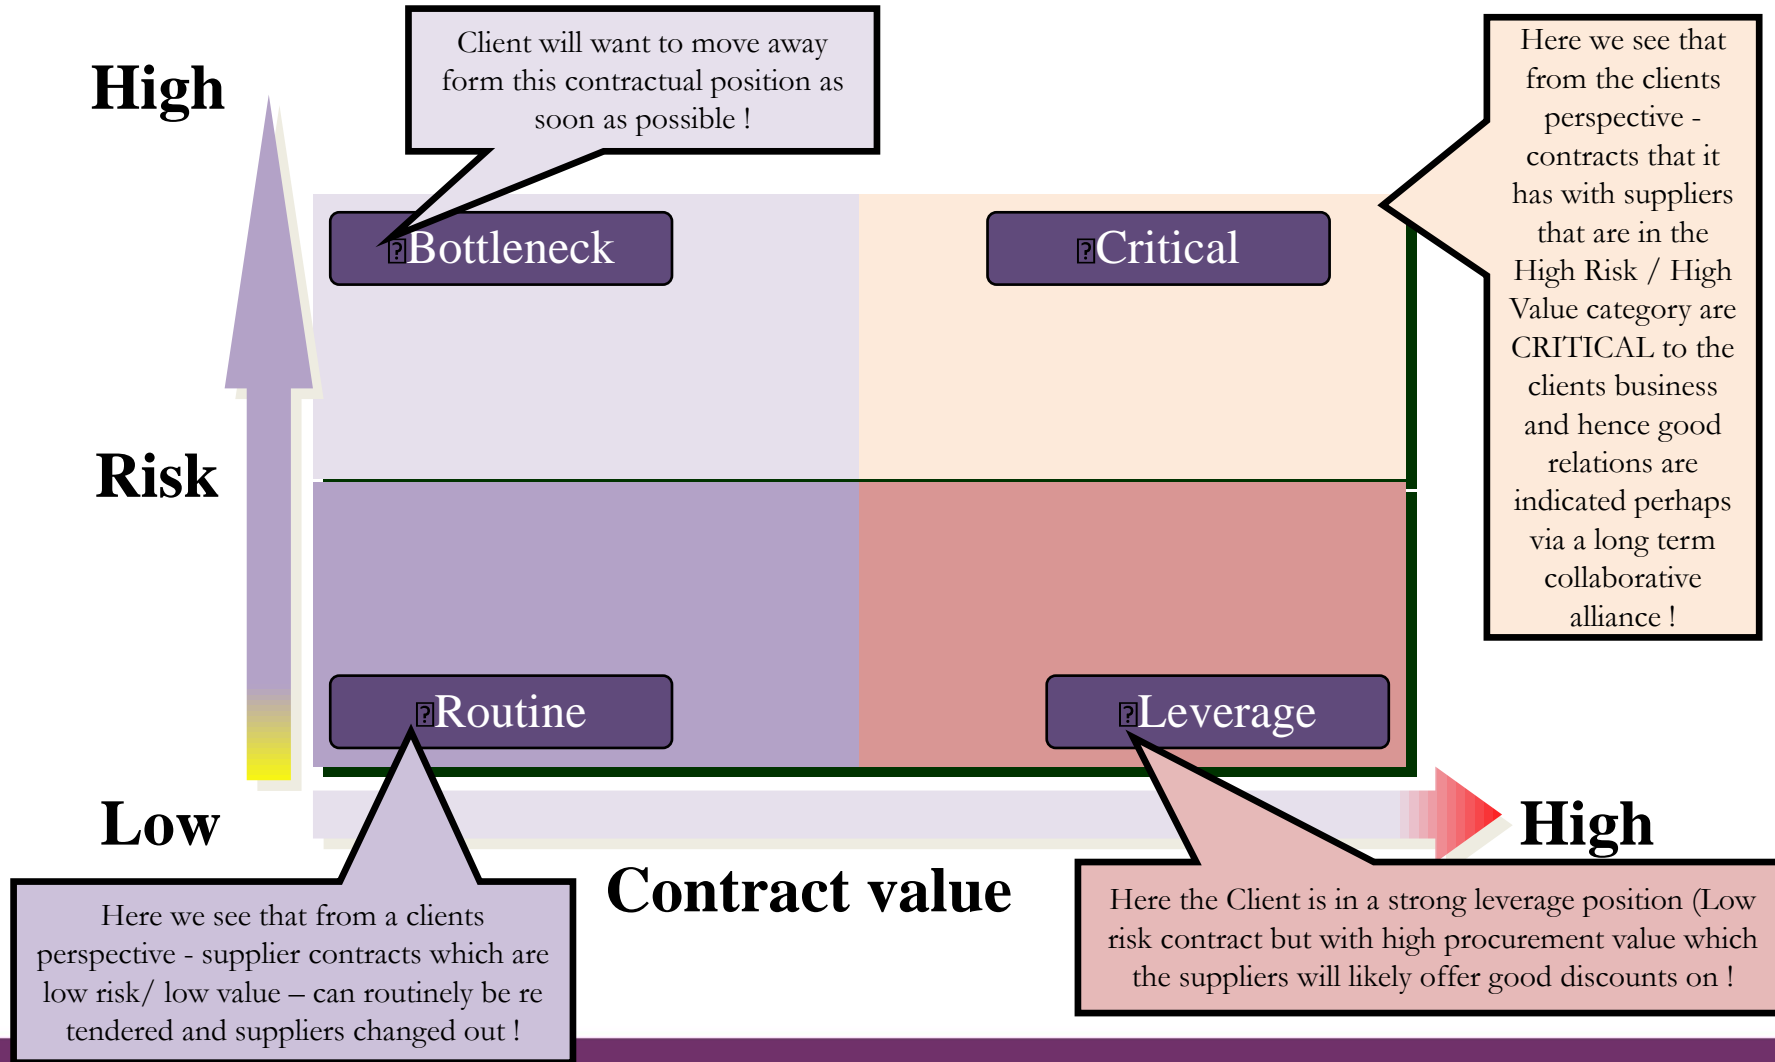 Client will want to move away
form this contractual position as
soon as possible !
Here we see that
from the clients
perspective -
contracts that it
has with suppliers
that are in the
High Risk / High
Value category are
CRITICAL to the
clients business
and hence good
relations are
indicated perhaps
via a long term
collaborative
alliance !
High
Bottleneck
Critical
Risk
Routine
Leverage
Low
High
Contract value
Here we see that from a clients
perspective - supplier contracts which are
low risk/ low value – can routinely be re
tendered and suppliers changed out !
Here the Client is in a strong leverage position (Low
risk contract but with high procurement value which
the suppliers will likely offer good discounts on !